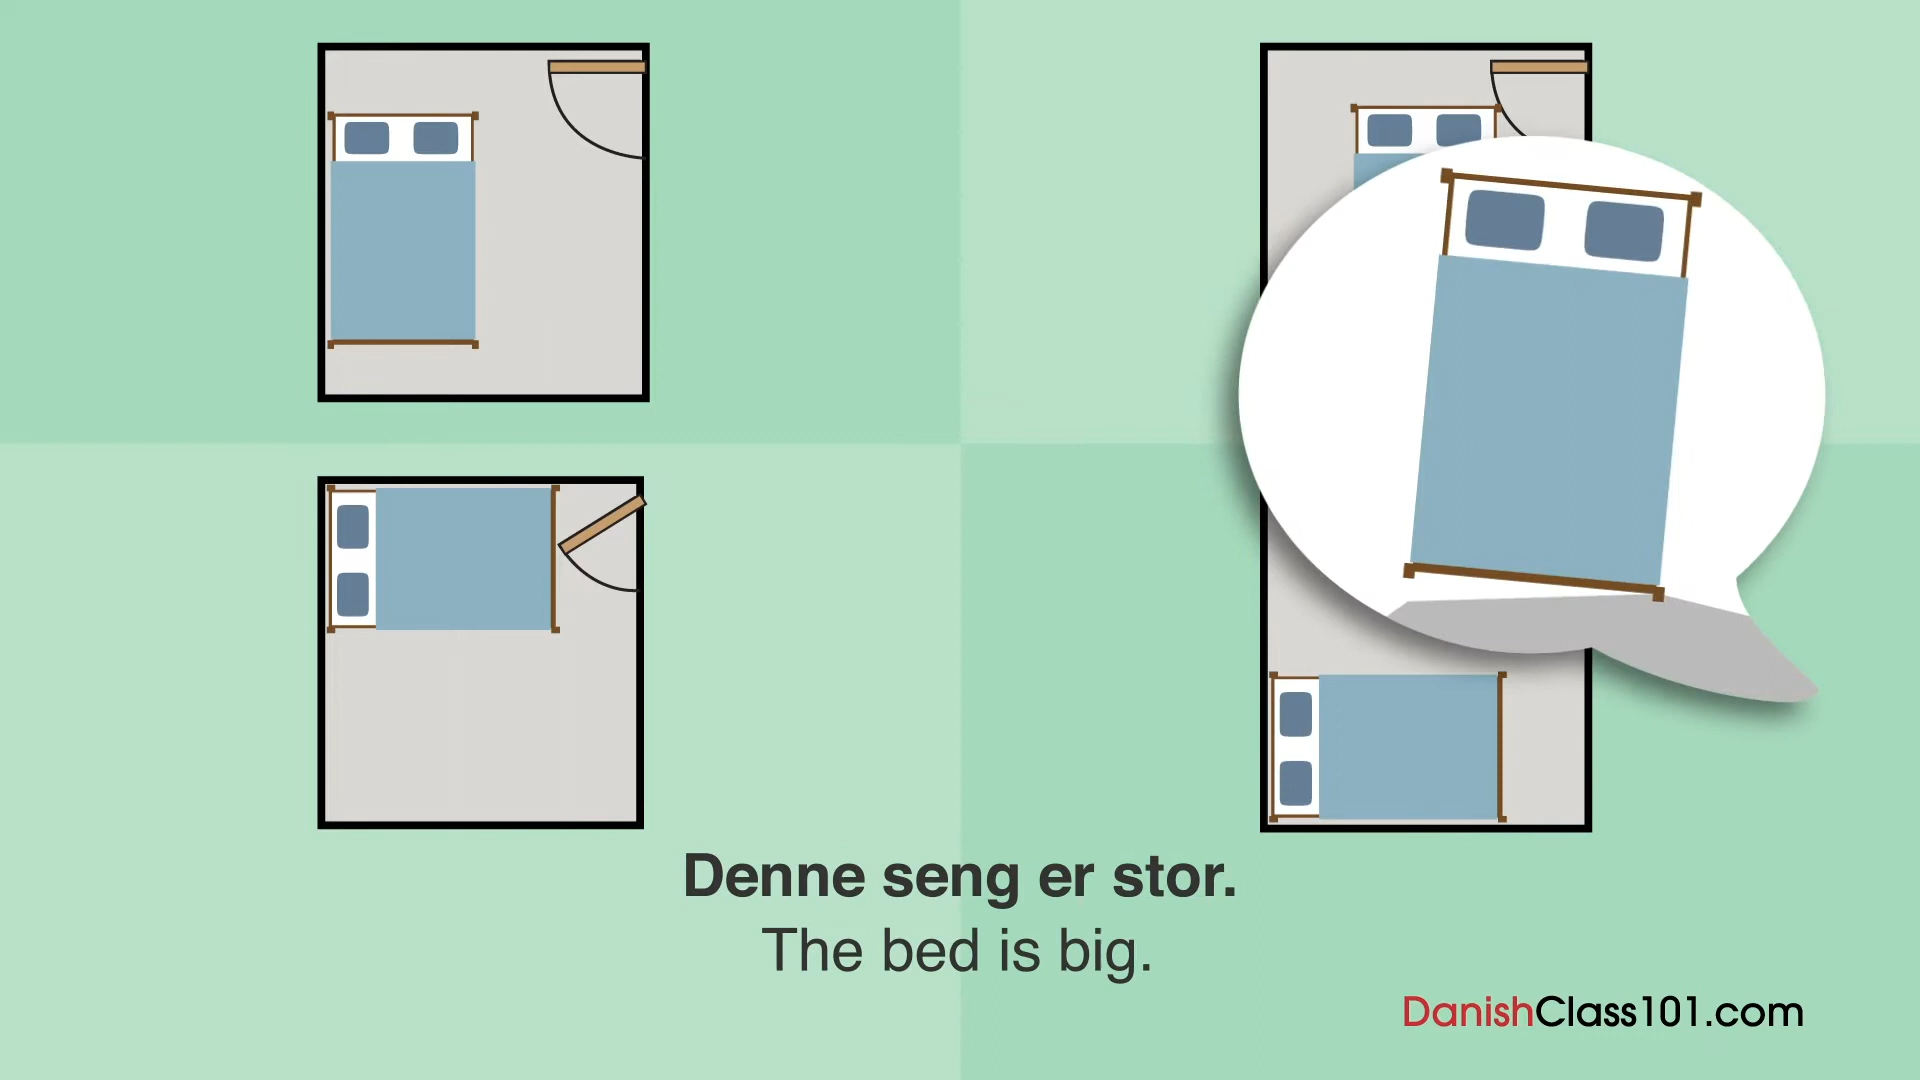 Denne seng er stor.
The bed is big.
DanishClass101.com